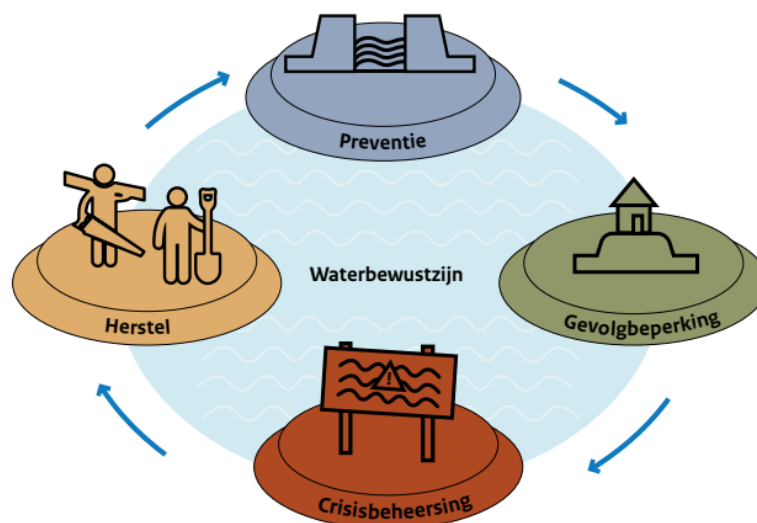 Preventie
Waterbewustzijn
Gevolgbeperking
Herstel
Crisisbeheersing